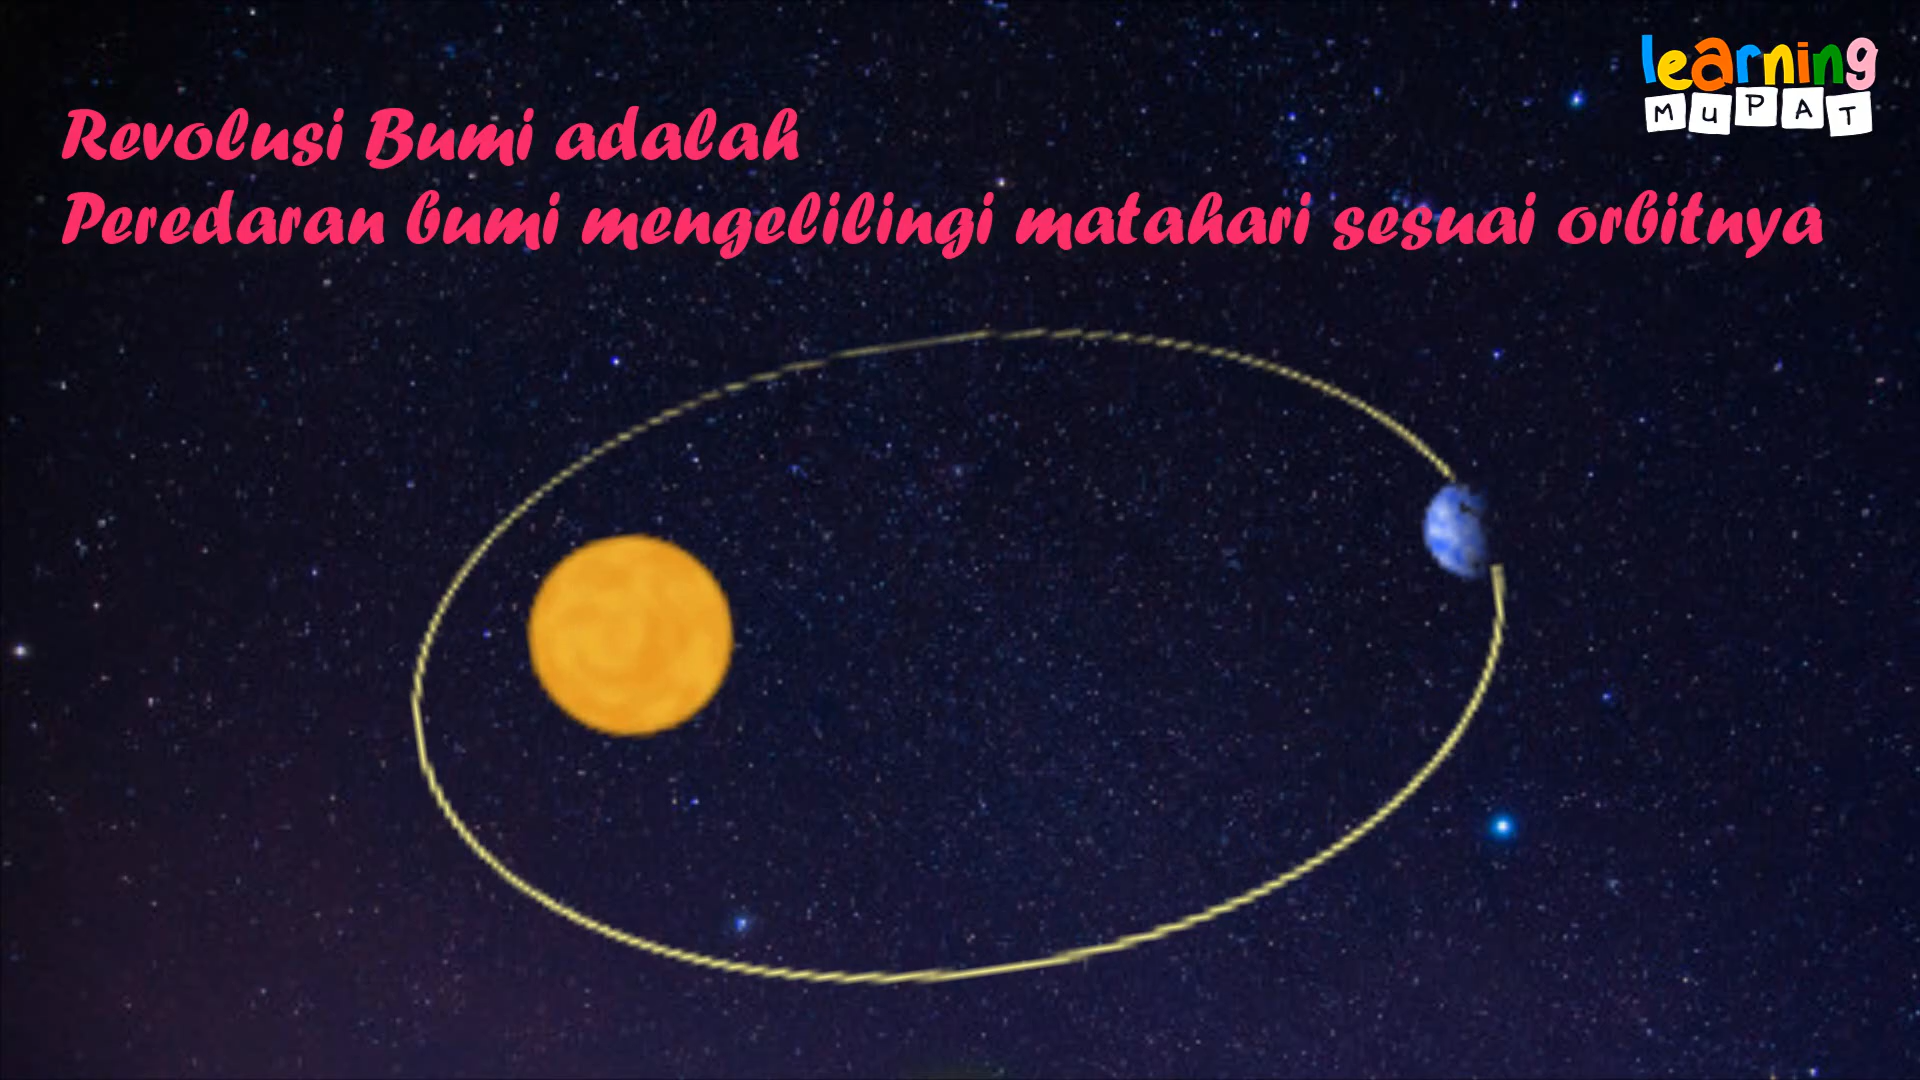 learning
MUPAT
Revolusi Bumi adalah
Peredaran bumi mengelilingi matahari sesuai orbitnya